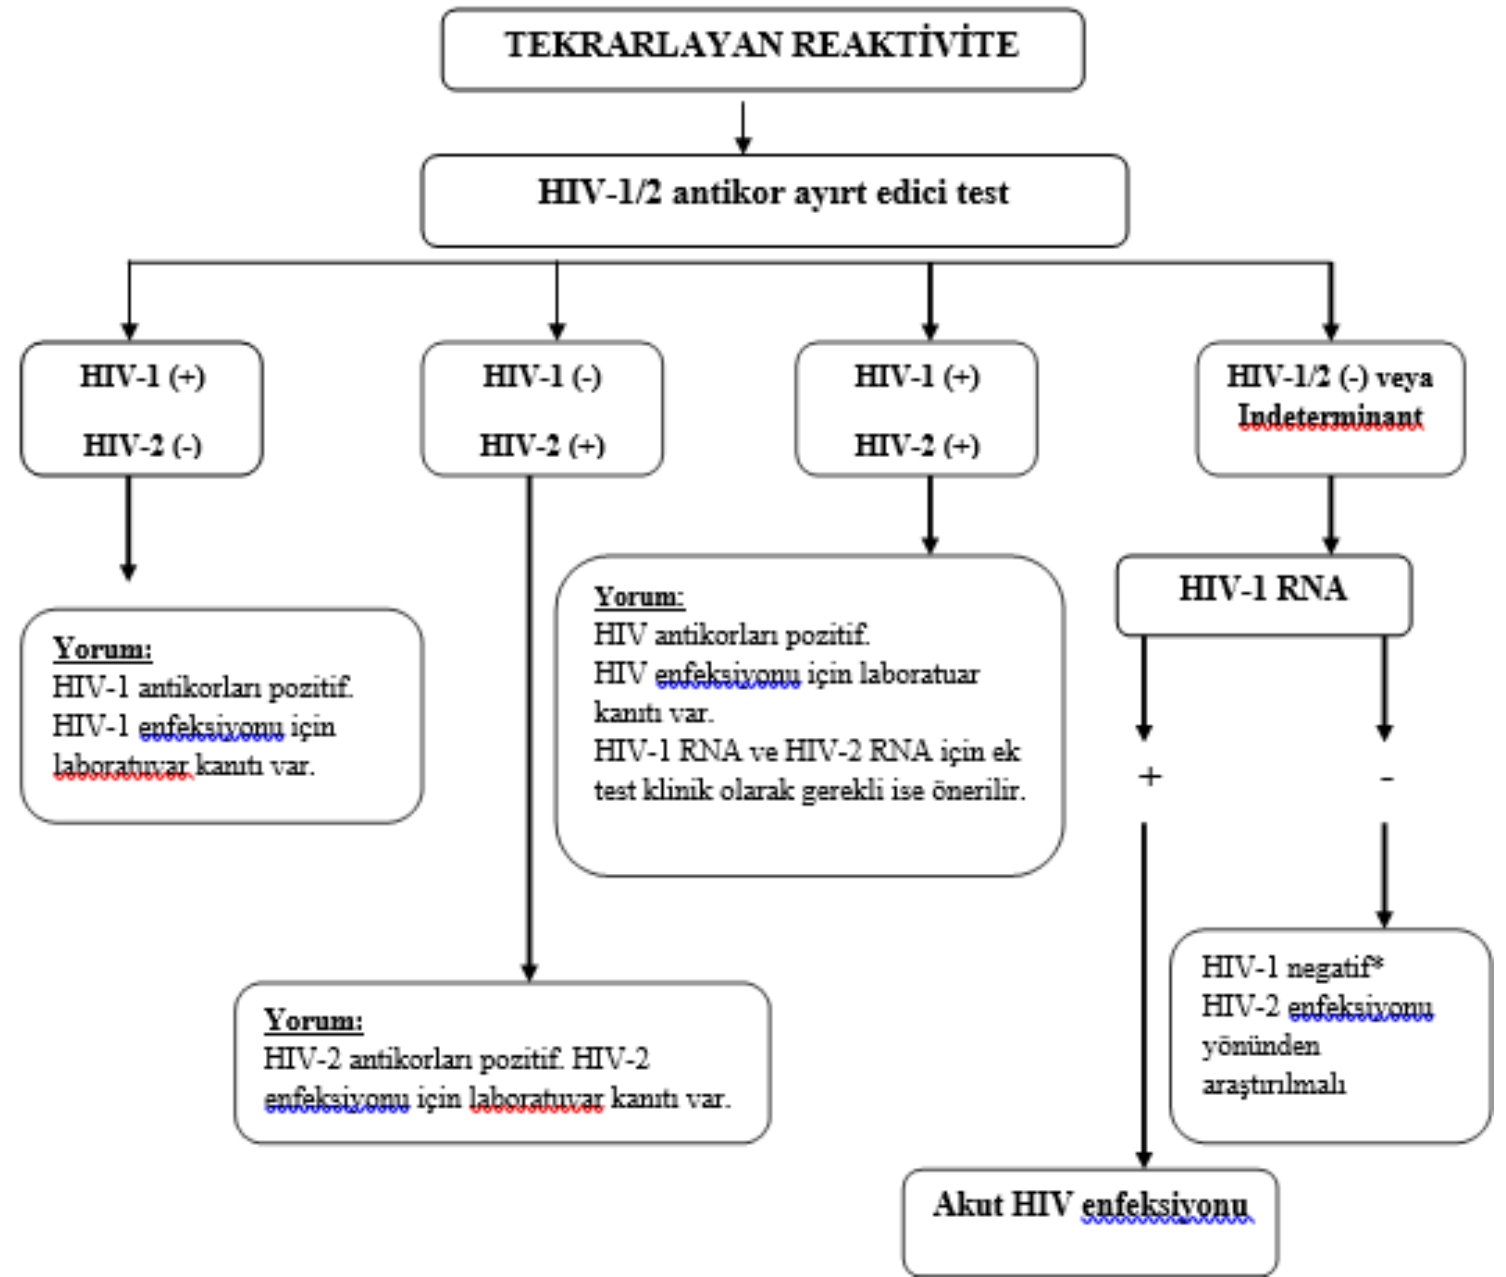 TEKRARLAYAN REAKTİVİTE
HIV-1/2 antikor ayırt edici test
HIV-1 (+)
HIV-2 (-)
HIV-1 (-)
HIV-2 (+)
HIV-1 (+)
HIV-2 (+)
HIV-1/2 (-) veya
Indeterminant
Yorum:
HIV-1 antikorları pozitif.
HIV-1 enfeksiyonu için
laboratuvar kanıtı var.
Yorum:
HIV antikorları pozitif.
HIV enfeksiyonu için laboratuar
kanıtı var.
HIV-1 RNA ve HIV-2 RNA için ek
test klinik olarak gerekli ise önerilir.
HIV-1 RNA
+
-
Yorum:
HIV-2 antikorları pozitif. HIV-2
enfeksiyonu için laboratuvar kanıtı var.
HIV-1 negatif*
HIV-2 enfeksiyonu
yönünden
araştırılmalı
Akut HIV enfeksiyonu